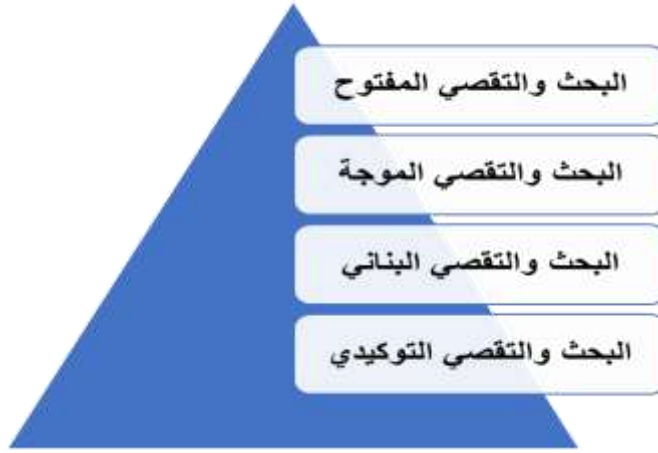 البحث والتقصي المفتوح
البحث والتقصي الموجة
البحث والتقصي البنائي
البحث والتقصي التوكيدي